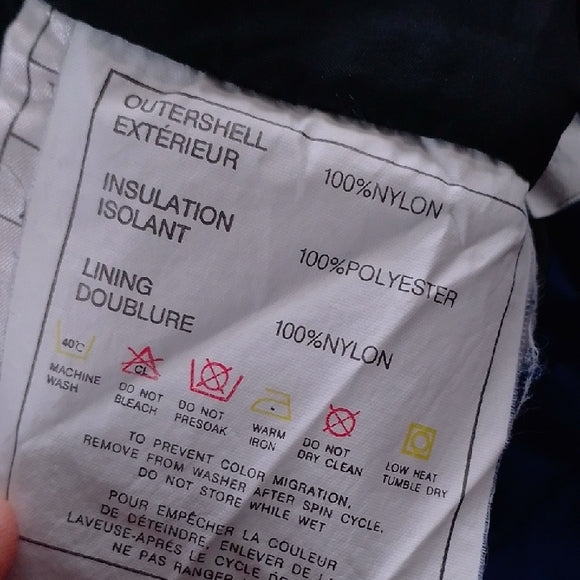 OUTERSHELL
EXTÉRIEUR
100%NYLON
INSULATION
ISOLANT
100%POLYESTER
LINING
DOUBLURE
100%NYLON
40°C
MACHINE
WASH
CL
DO NOT
BLEACH
DO NOT
PRESOAK
WARM
IRON
DO NOT
DRY CLEAN
LOW HEAT
TUMBLE DRY
TO PREVENT COLOR MIGRATION,
REMOVE FROM WASHER AFTER SPIN CYCLE.
DO NOT STORE WHILE WET
POUR EMPÊCHER LA COULEUR
DE DÉTEINDRE, ENLEVER DE LA
LAVEUSE-APRÈS LE CYCLE DE
NE PAS RANGER